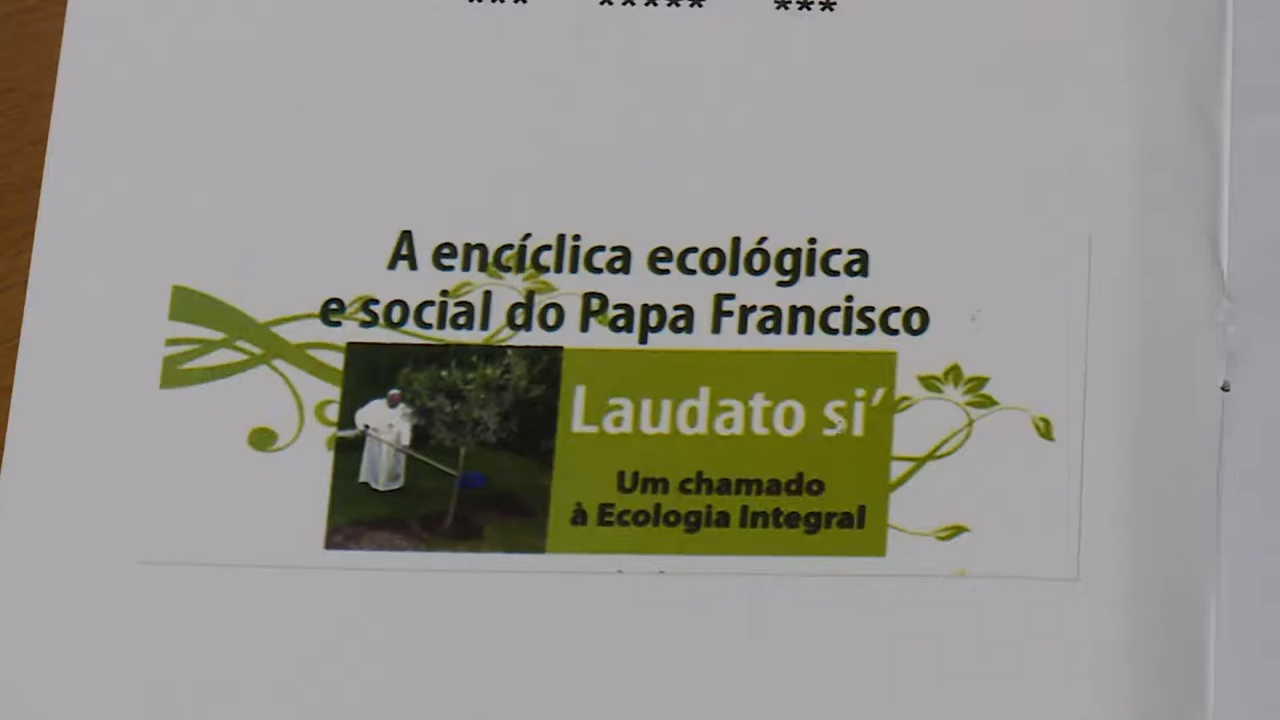 *** ***** ***
A encíclica ecológica
e social do Papa Francisco
Laudato si’
Um chamado
à Ecologia Integral